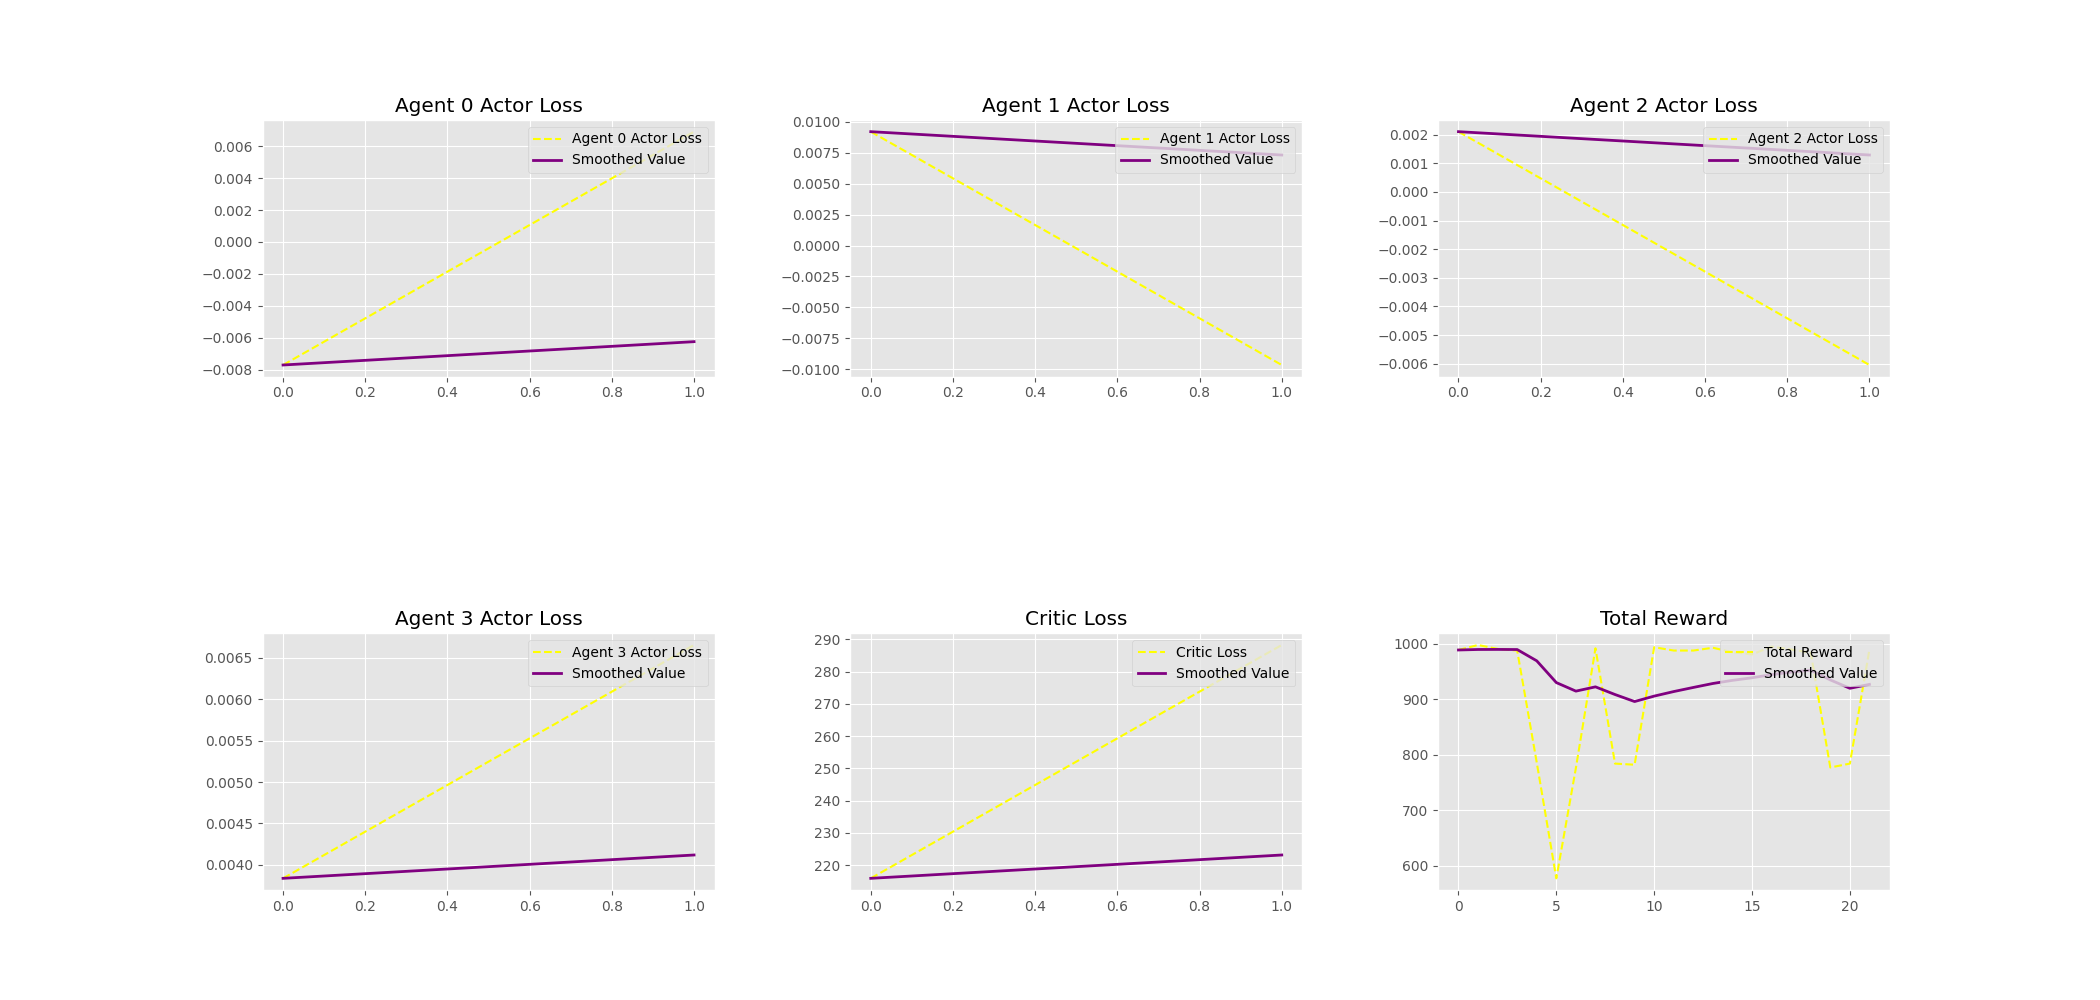 Agent 0 Actor Loss
Agent 0 Actor Loss
Smoothed Value
0.006
0.004
0.002
0.000
−0.002
−0.004
−0.006
−0.008
0.0 0.2 0.4 0.6 0.8 1.0
Agent 1 Actor Loss
Agent 1 Actor Loss
Smoothed Value
0.0100
0.0075
0.0050
0.0025
0.0000
−0.0025
−0.0050
−0.0075
−0.0100
0.0 0.2 0.4 0.6 0.8 1.0
Agent 2 Actor Loss
Agent 2 Actor Loss
Smoothed Value
0.002
0.001
0.000
−0.001
−0.002
−0.003
−0.004
−0.005
−0.006
0.0 0.2 0.4 0.6 0.8 1.0
Agent 3 Actor Loss
Agent 3 Actor Loss
Smoothed Value
0.0065
0.0060
0.0055
0.0050
0.0045
0.0040
0.0 0.2 0.4 0.6 0.8 1.0
Critic Loss
Critic Loss
Smoothed Value
290
280
270
260
250
240
230
220
0.0 0.2 0.4 0.6 0.8 1.0
Total Reward
Total Reward
Smoothed Value
1000
900
800
700
600
0 5 10 15 20